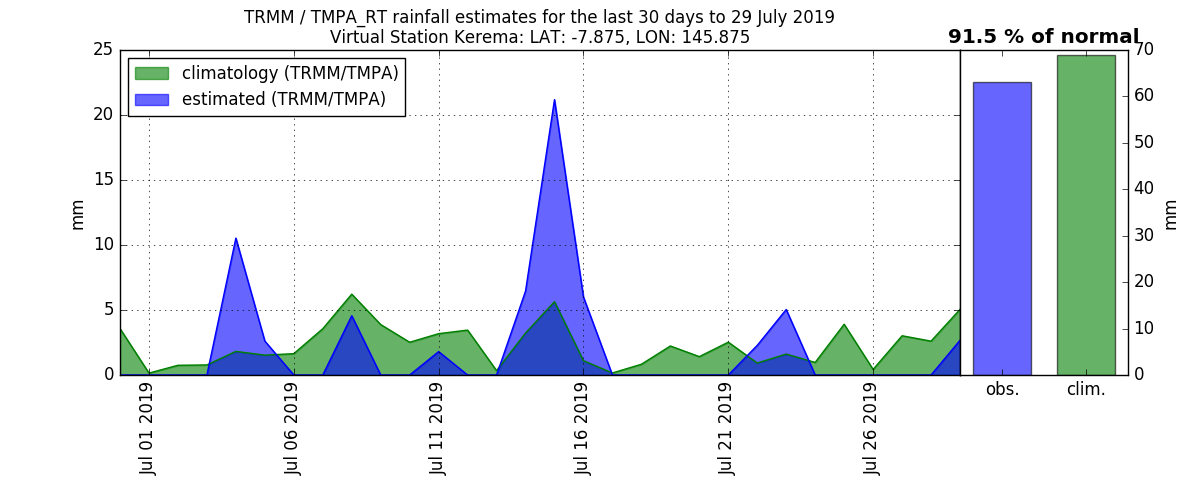 TRMM / TMPA_RT rainfall estimates for the last 30 days to 29 July 2019
Virtual Station Kerema: LAT: -7.875, LON: 145.875
91.5 % of normal
climatology (TRMM/TMPA)
estimated (TRMM/TMPA)
25
20
15
10
5
0
mm
70
60
50
40
30
20
10
0
mm
Jul 01 2019
Jul 06 2019
Jul 11 2019
Jul 16 2019
Jul 21 2019
Jul 26 2019
obs.
clim.